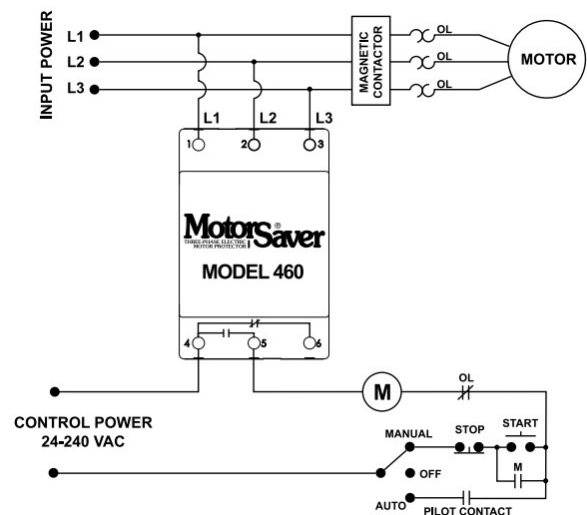 INPUT POWER
L1
L2
L3
MAGNETIC
CONTACTOR
OL
OL
OL
MOTOR
L1
L2
L3
1
2
3
MotorSaver®
THREE-PHASE ELECTRIC
MOTOR PROTECTOR
MODEL 460
4
5
6
CONTROL POWER
24-240 VAC
M
OL
MANUAL
STOP
START
OFF
M
AUTO
PILOT CONTACT